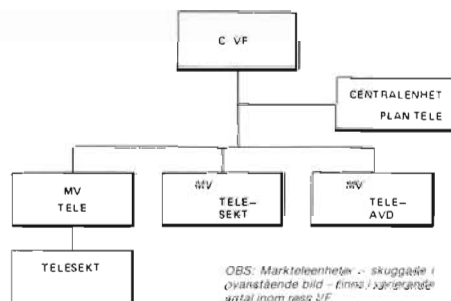 C VF
CENTRALENHET
PLAN TELE
MV
TELE
MV
TELE–
SEKT
MV
TELE–
AVD
TELESEKT
OBS: Markteleenheter – skuggade i
ovanstående bild – finns i varierande
antal inom resp VF